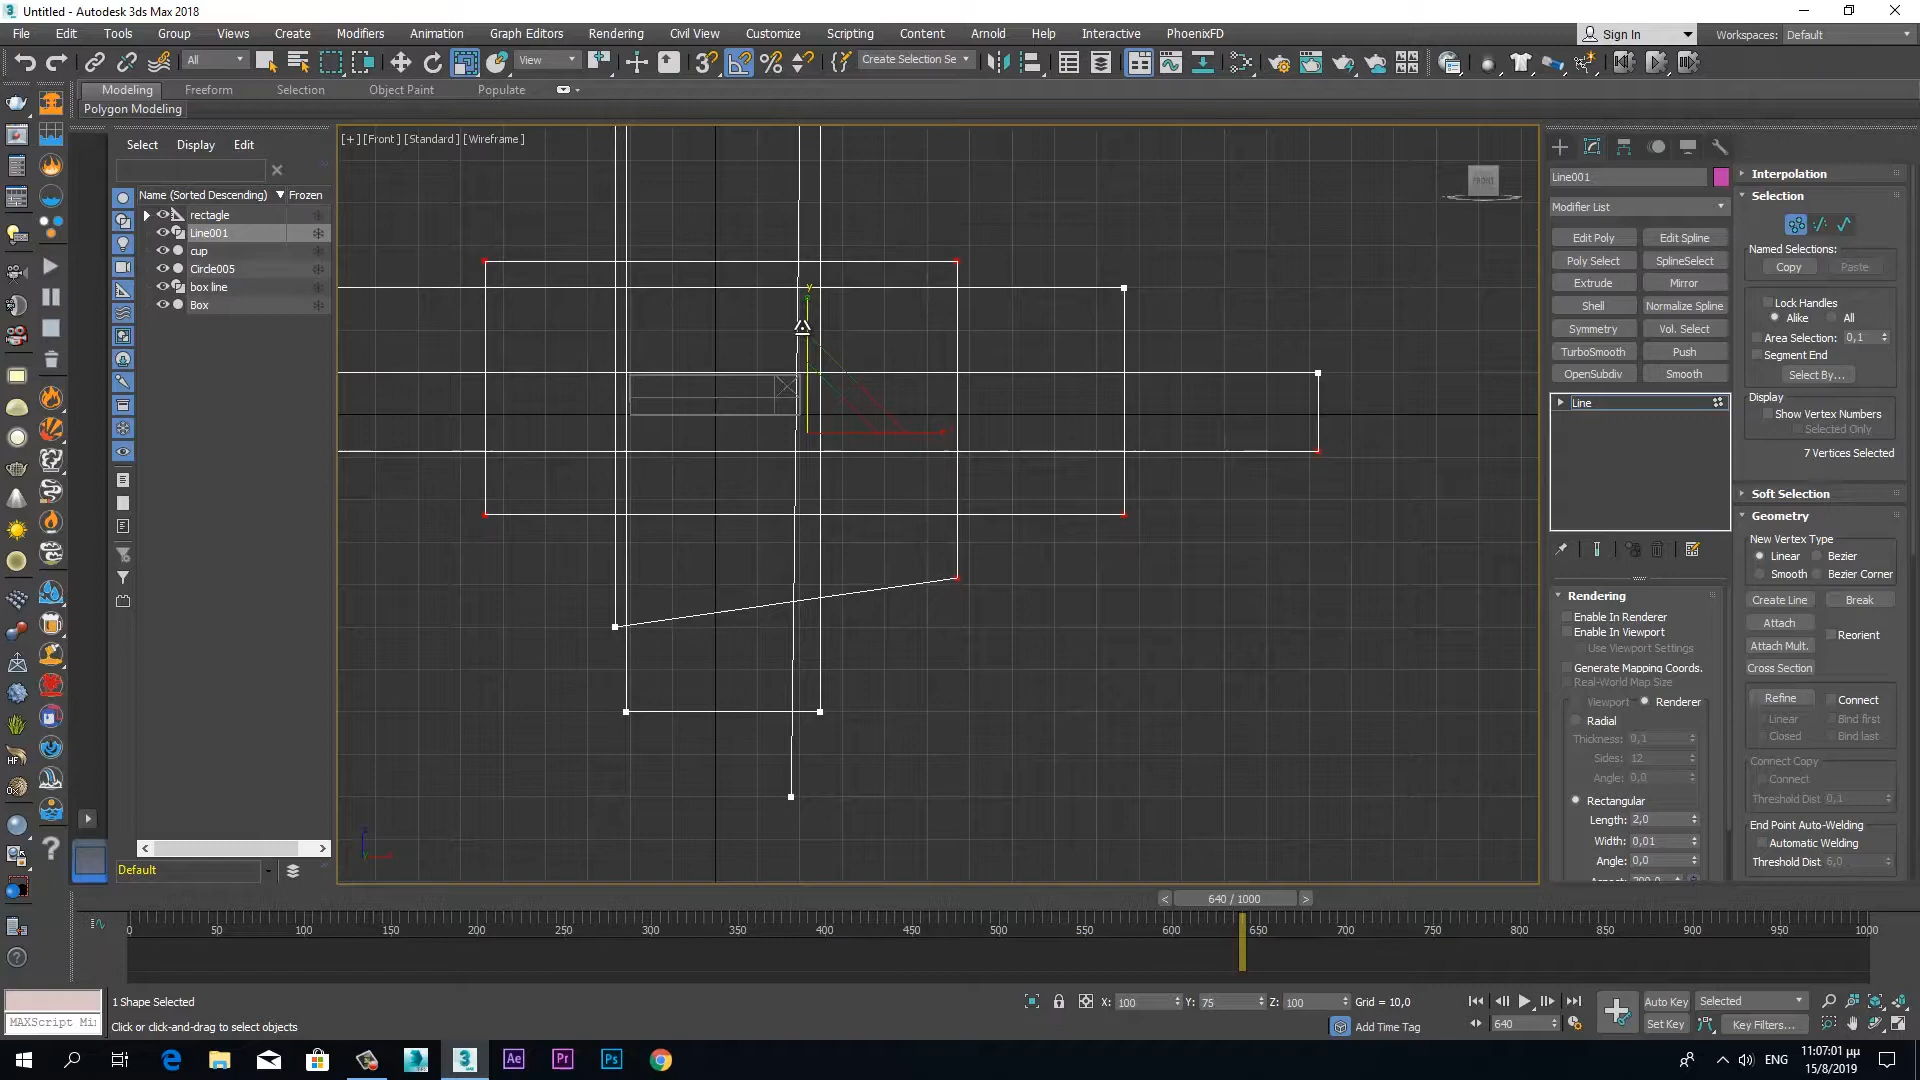 Untitled - Autodesk 3ds Max 2018
File Edit Tools Group Views Create Modifiers Animation Graph Editors Rendering Civil View Customize Scripting Content Arnold Help Interactive PhoenixFD
Sign In
Workspaces: Default
All
View
Create Selection Se
Modeling Freeform Selection Object Paint Populate
Polygon Modeling
Select Display Edit
Name (Sorted Descending) Frozen
rectagle
Line001
cup
Circle005
box line
Box
Default
[+] [Front] [Standard] [Wireframe]
FRONT
y
Line001
Modifier List
Edit Poly Edit Spline
Poly Select SplineSelect
Extrude Mirror
Shell Normalize Spline
Symmetry Vol. Select
TurboSmooth Push
OpenSubdiv Smooth
Line
Rendering
Enable In Renderer
Enable In Viewport
Use Viewport Settings
Generate Mapping Coords.
Real-World Map Size
Viewport Renderer
Radial
Thickness: 0,1
Sides: 12
Angle: 0,0
Rectangular
Length: 2,0
Width: 0,01
Angle: 0,0
Interpolation
Selection
Named Selections:
Copy Paste
Lock Handles
Alike All
Area Selection: 0,1
Segment End
Select By...
Display
Show Vertex Numbers
Selected Only
7 Vertices Selected
Soft Selection
Geometry
New Vertex Type
Linear Bezier
Smooth Bezier Corner
Create Line Break
Attach
Reorient
Attach Mult.
Cross Section
Refine Connect
Linear Bind first
Closed Bind last
Connect Copy
Connect
Threshold Dist 0,1
End Point Auto-Welding
Automatic Welding
Threshold Dist 6,0
< 640 / 1000 >
0 50 100 150 200 250 300 350 400 450 500 550 600 650 700 750 800 850 900 950 1000
1 Shape Selected
X: 100 Y: 75 Z: 100 Grid = 10,0
Auto Key Selected
MAXScript Mi
Click or click-and-drag to select objects
Add Time Tag
640
Set Key Key Filters...
HF
Ae Pr Ps
ENG
11:07:01 μμ
15/8/2019